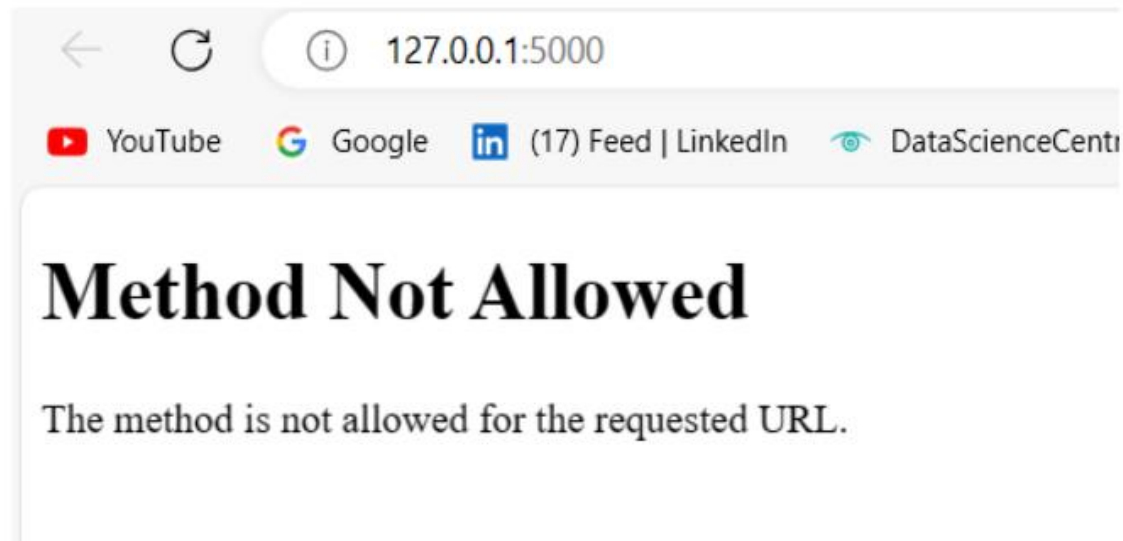 127.0.0.1:5000
YouTube Google (17) Feed | LinkedIn DataScienceCentr
Method Not Allowed
The method is not allowed for the requested URL.